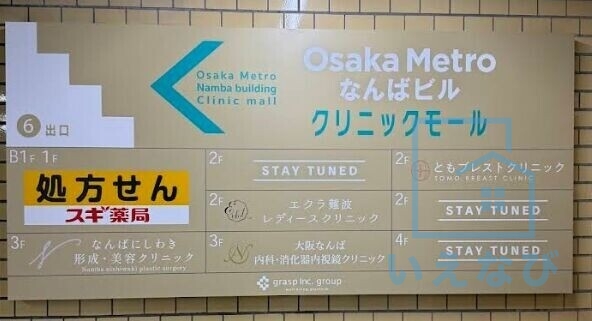 Osaka Metro
Namba building
Clinic mall
6 出口
Osaka Metro
なんばビル
クリニックモール
B1F 1F
処方せん
スギ薬局
2F
STAY TUNED
2F
ともブレストクリニック
TOMO BREAST CLINIC
2F
エクラ難波
レディースクリニック
2F
STAY TUNED
3F
なんばにしわき
形成・美容クリニック
Namba nishiwaki plastic surgery
3F
大阪なんば
内科・消化器内視鏡クリニック
4F
STAY TUNED
grasp Inc. group
いえなび